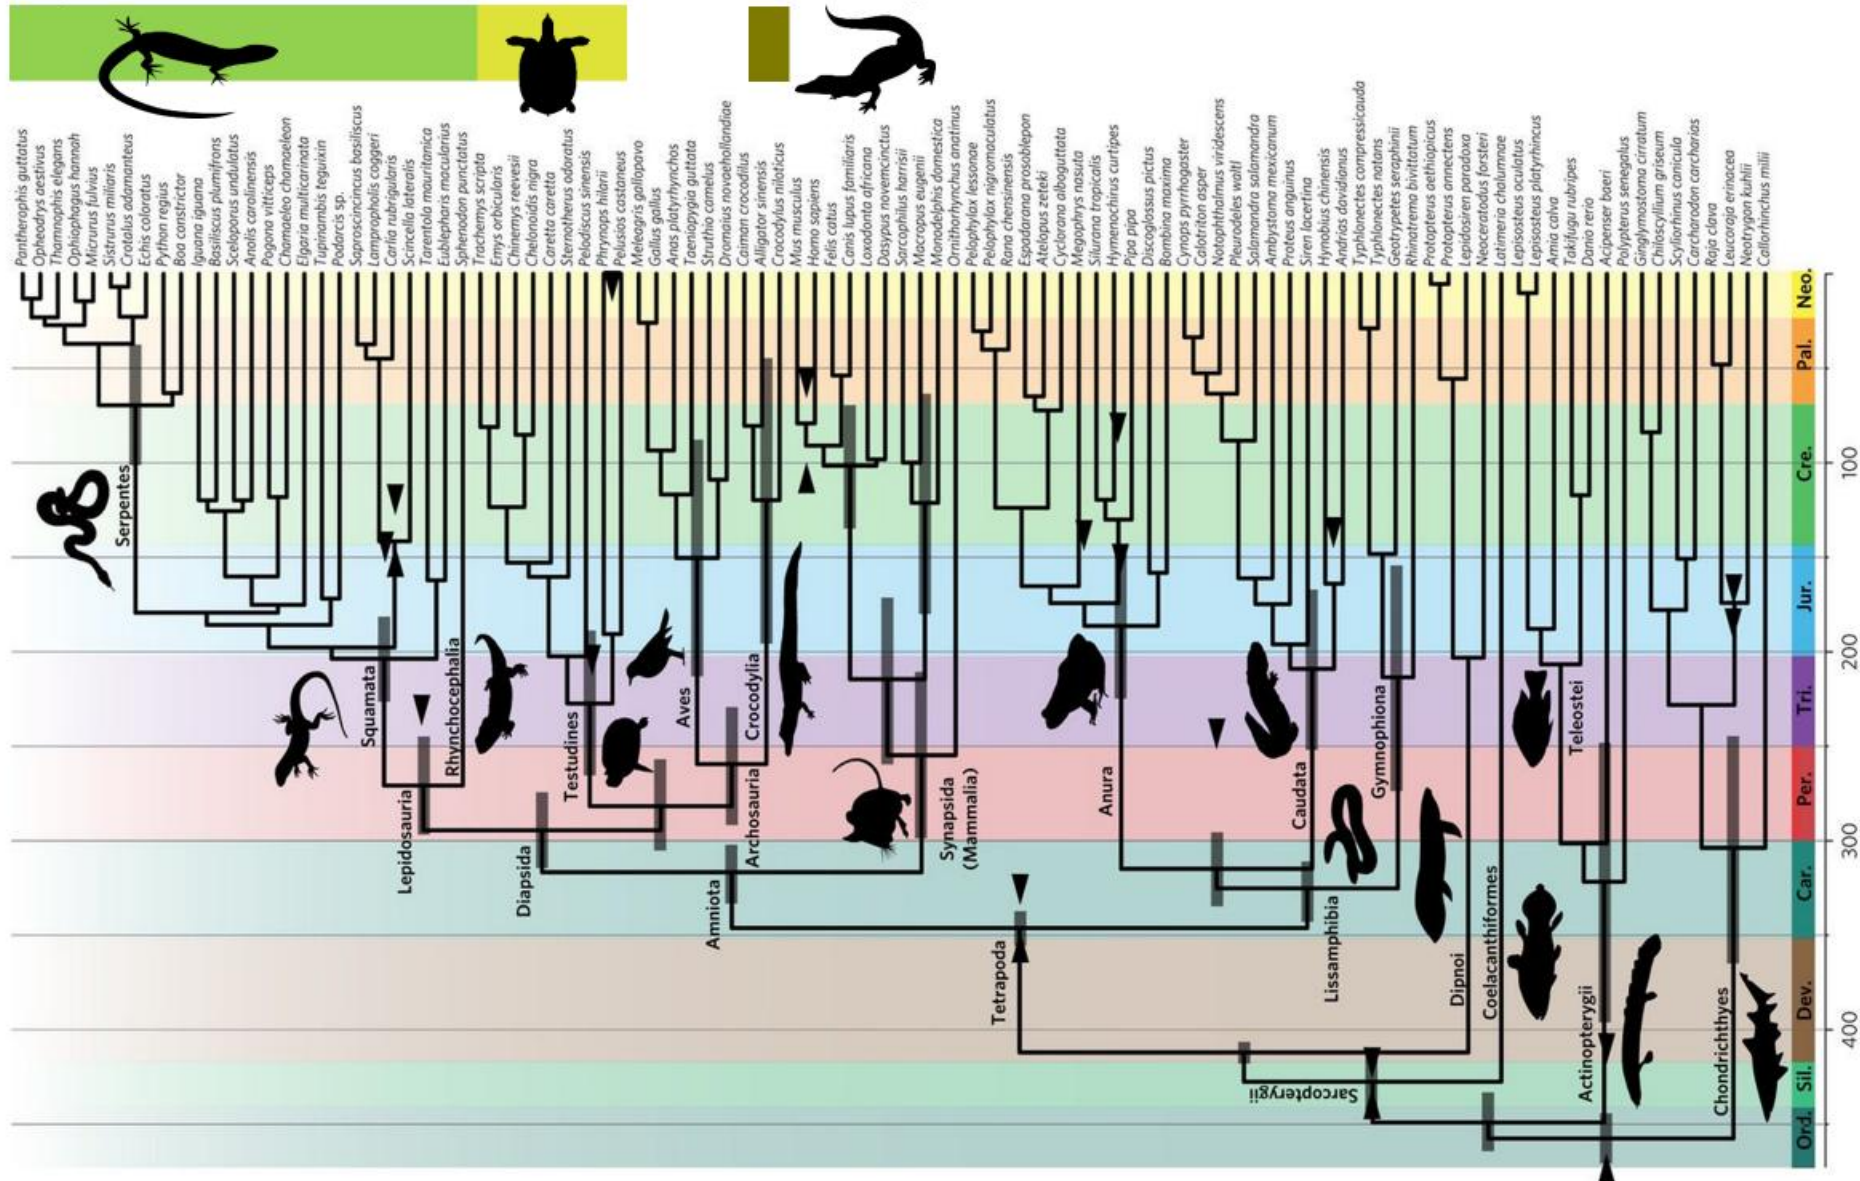 Pantherophis guttatus
Opheodrys aestivus
Thamnophis elegans
Ophiophagus hannah
Micrurus fulvius
Sistrurus miliaris
Crotalus adamanteus
Echis coloratus
Python regius
Boa constrictor
Iguana iguana
Basiliscus plumifrons
Sceloporus undulatus
Anolis carolinensis
Pogona vitticeps
Chamaeleo chamaeleon
Elgaria multicarinata
Tupinambis teguixin
Podarcis sp.
Saproscincus basiliscus
Lampropholis coggeri
Carlia rubrigularis
Scincella lateralis
Tarentola mauritanica
Eublepharis macularius
Sphenodon punctatus
Trachemys scripta
Emys orbicularis
Chinemys reevesii
Chelonoidis nigra
Caretta caretta
Sternotherus odoratus
Pelodiscus sinensis
Phrynops hilarii
Pelusios castaneus
Meleagris gallopavo
Gallus gallus
Anas platyrhynchos
Taeniopygia guttata
Struthio camelus
Dromaius novaehollandiae
Caiman crocodilus
Alligator sinensis
Crocodylus niloticus
Mus musculus
Homo sapiens
Felis catus
Canis lupus familiaris
Loxodonta africana
Dasypus novemcinctus
Sarcophilus harrisii
Macropus eugenii
Monodelphis domestica
Ornithorhynchus anatinus
Pelophylax lessonae
Pelophylax nigromaculatus
Rana chensinensis
Espadarana prosoblepon
Atelopus zeteki
Cyclorana alboguttata
Megophrys nasuta
Silurana tropicalis
Hymenochirus curtipes
Pipa pipa
Discoglossus pictus
Bombina maxima
Cynops pyrrhogaster
Calotriton asper
Notophthalmus viridescens
Pleurodeles waltl
Salamandra salamandra
Ambystoma mexicanum
Proteus anguinus
Siren lacertina
Hynobius chinensis
Andrias davidianus
Typhlonectes compressicauda
Typhlonectes natans
Geotrypetes seraphinii
Rhinatrema bivittatum
Protopterus aethiopicus
Protopterus annectens
Lepidosiren paradoxa
Neoceratodus forsteri
Latimeria chalumnae
Lepisosteus oculatus
Lepisosteus platyrhincus
Amia calva
Takifugu rubripes
Danio rerio
Acipenser baeri
Polypterus senegalus
Ginglymostoma cirratum
Chiloscyllium griseum
Scyliorhinus canicula
Carcharodon carcharias
Raja clava
Leucoraja erinacea
Neotrygon kuhlii
Callorhinchus milii
Serpentes
Squamata
Rhynchocephalia
Lepidosauria
Testudines
Aves
Crocodylia
Archosauria
Diapsida
Synapsida
(Mammalia)
Amniota
Anura
Caudata
Gymnophiona
Lissamphibia
Tetrapoda
Dipnoi
Coelacanthiformes
Sarcopterygii
Teleostei
Actinopterygii
Chondrichthyes
Neo.
Pal.
Cre.
Jur.
Tri.
Per.
Car.
Dev.
Sil.
Ord.
100
200
300
400